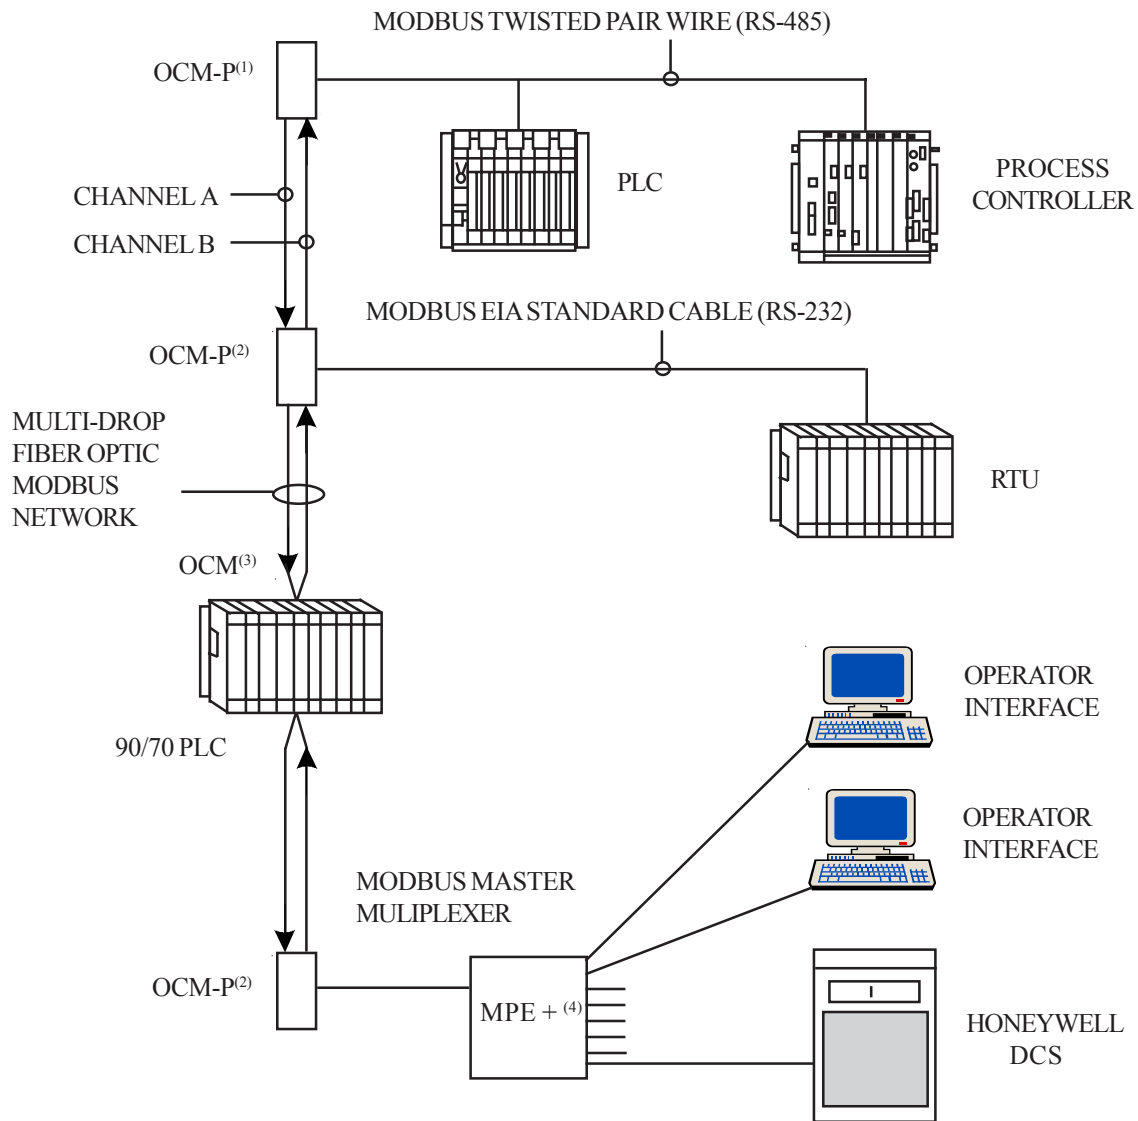 MODBUS TWISTED PAIR WIRE (RS-485)
OCM-P(1)
PLC
PROCESS
CONTROLLER
CHANNEL A
CHANNEL B
MODBUS EIA STANDARD CABLE (RS-232)
OCM-P(2)
MULTI-DROP
FIBER OPTIC
MODBUS
NETWORK
RTU
OCM(3)
90/70 PLC
OPERATOR
INTERFACE
OPERATOR
INTERFACE
MODBUS MASTER
MULIPLEXER
OCM-P(2)
MPE + (4)
HONEYWELL
DCS